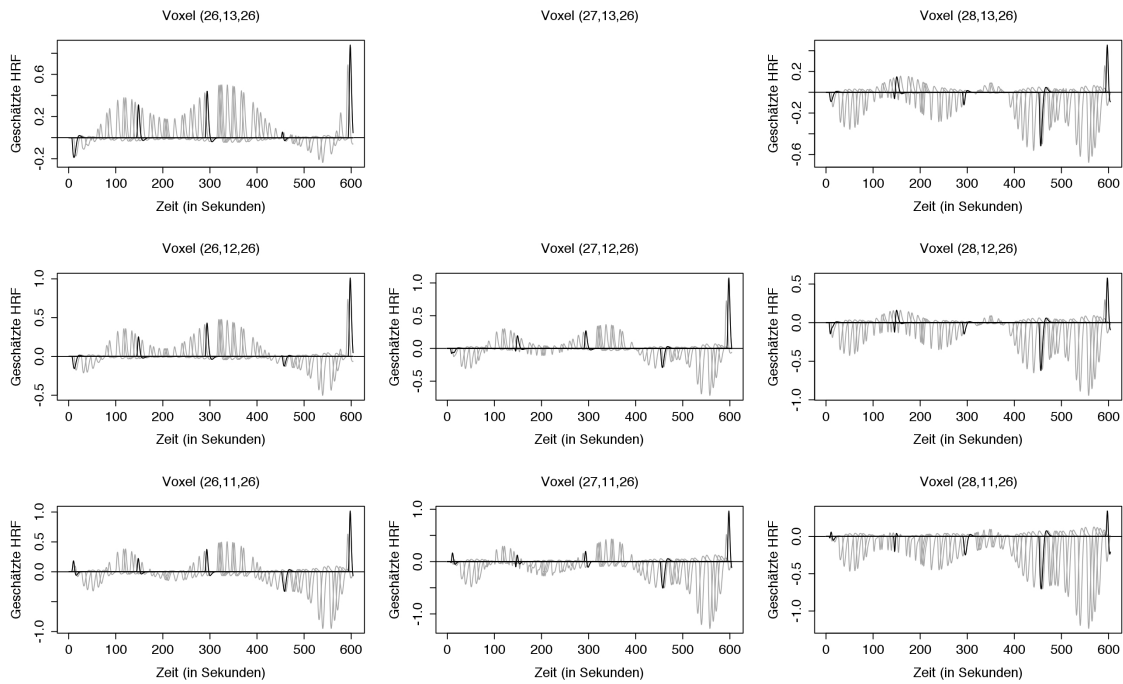 Voxel (26,13,26)
Voxel (27,13,26)
Voxel (28,13,26)
Geschätzte HRF
-0.2 0.2 0.6
0 100 200 300 400 500 600
Zeit (in Sekunden)
Geschätzte HRF
-0.6 -0.2 0.2
0 100 200 300 400 500 600
Zeit (in Sekunden)
Voxel (26,12,26)
Voxel (27,12,26)
Voxel (28,12,26)
Geschätzte HRF
-0.5 0.0 0.5 1.0
0 100 200 300 400 500 600
Zeit (in Sekunden)
Geschätzte HRF
-0.5 0.0 0.5 1.0
0 100 200 300 400 500 600
Zeit (in Sekunden)
Geschätzte HRF
-1.0 -0.5 0.0 0.5
0 100 200 300 400 500 600
Zeit (in Sekunden)
Voxel (26,11,26)
Voxel (27,11,26)
Voxel (28,11,26)
Geschätzte HRF
-1.0 0.0 0.5 1.0
0 100 200 300 400 500 600
Zeit (in Sekunden)
Geschätzte HRF
-1.0 0.0 1.0
0 100 200 300 400 500 600
Zeit (in Sekunden)
Geschätzte HRF
-1.0 -0.5 0.0
0 100 200 300 400 500 600
Zeit (in Sekunden)